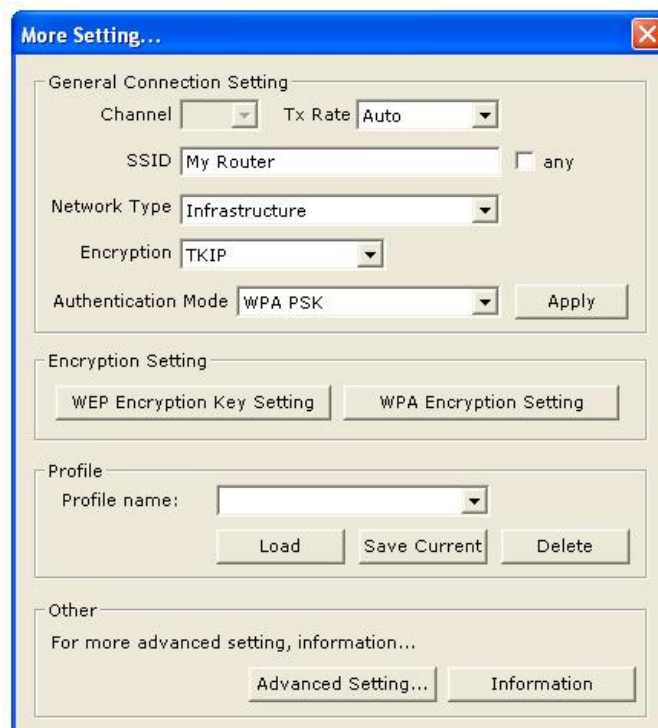 More Setting...
General Connection Setting
Channel Tx Rate Auto
SSID My Router any
Network Type Infrastructure
Encryption TKIP
Authentication Mode WPA PSK Apply
Encryption Setting
WEP Encryption Key Setting WPA Encryption Setting
Profile
Profile name:
Load Save Current Delete
Other
For more advanced setting, information...
Advanced Setting... Information